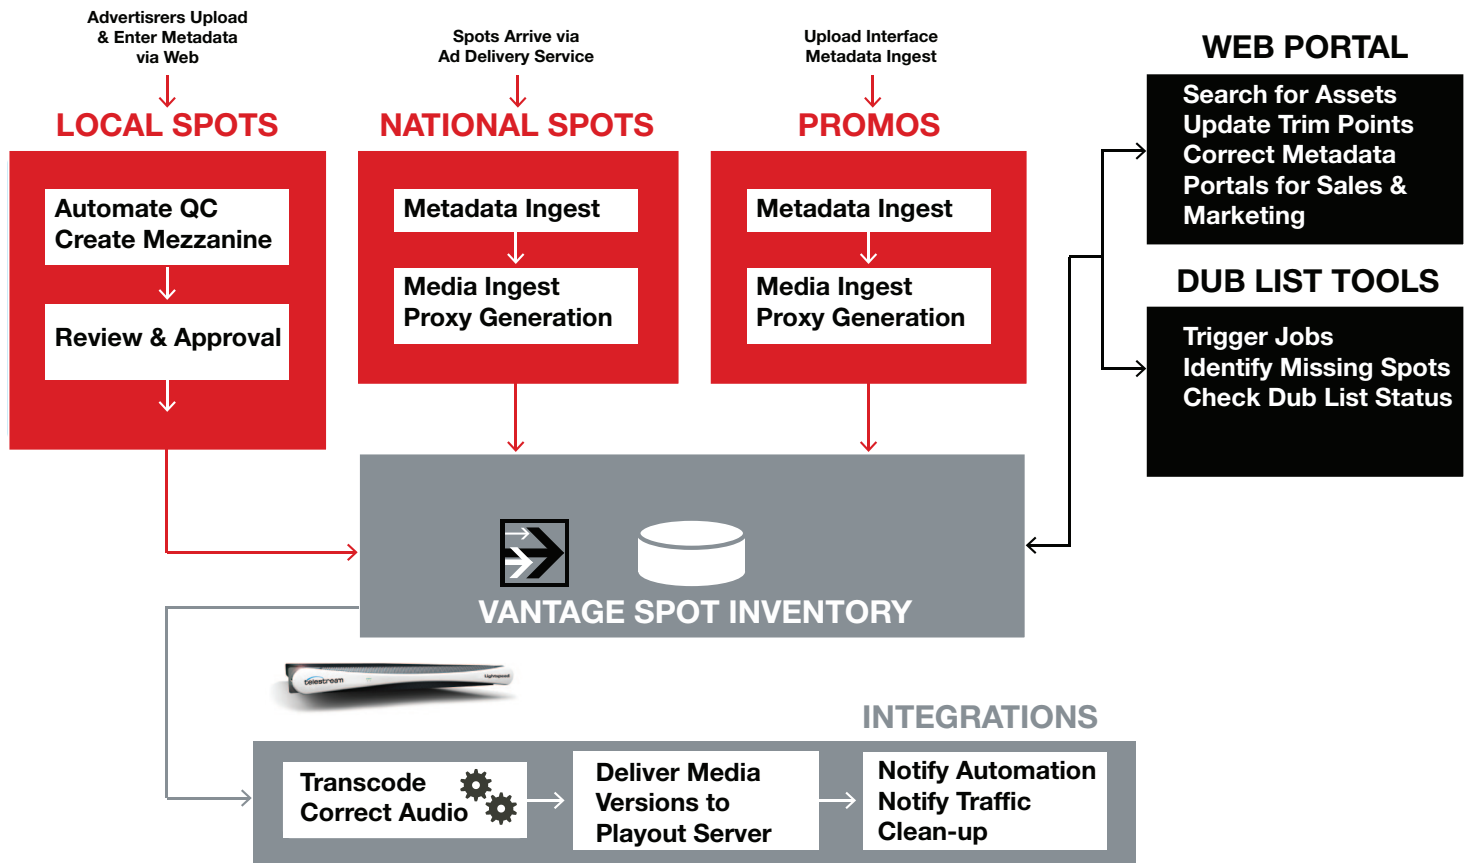 Advertisrers Upload
& Enter Metadata
via Web
Spots Arrive via
Ad Delivery Service
Upload Interface
Metadata Ingest
LOCAL SPOTS
NATIONAL SPOTS
PROMOS
Automate QC
Create Mezzanine
Review & Approval
Metadata Ingest
Media Ingest
Proxy Generation
Metadata Ingest
Media Ingest
Proxy Generation
WEB PORTAL
Search for Assets
Update Trim Points
Correct Metadata
Portals for Sales &
Marketing
DUB LIST TOOLS
Trigger Jobs
Identify Missing Spots
Check Dub List Status
VANTAGE SPOT INVENTORY
telestream
Lightspeed
INTEGRATIONS
Transcode
Correct Audio
Deliver Media
Versions to
Playout Server
Notify Automation
Notify Traffic
Clean-up